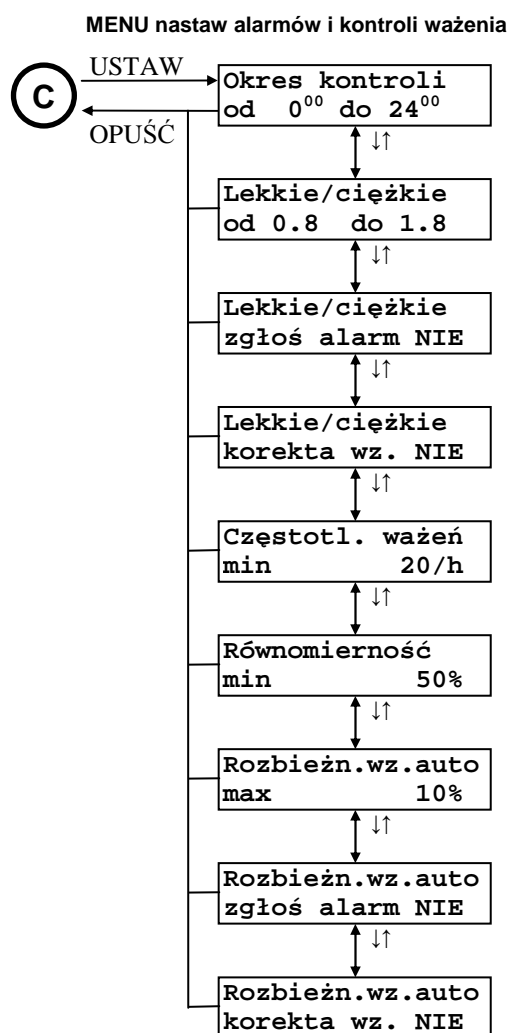 MENU nastaw alarmów i kontroli ważenia
USTAW
C
OPUŚĆ
Okres kontroli
od 0⁰⁰ do 24⁰⁰
↓↑
Lekkie/ciężkie
od 0.8 do 1.8
↓↑
Lekkie/ciężkie
zgłoś alarm NIE
↓↑
Lekkie/ciężkie
korekta wz. NIE
↓↑
Częstotl. ważeń
min 20/h
↓↑
Równomierność
min 50%
↓↑
Rozbieżn.wz.auto
max 10%
↓↑
Rozbieżn.wz.auto
zgłoś alarm NIE
↓↑
Rozbieżn.wz.auto
korekta wz. NIE